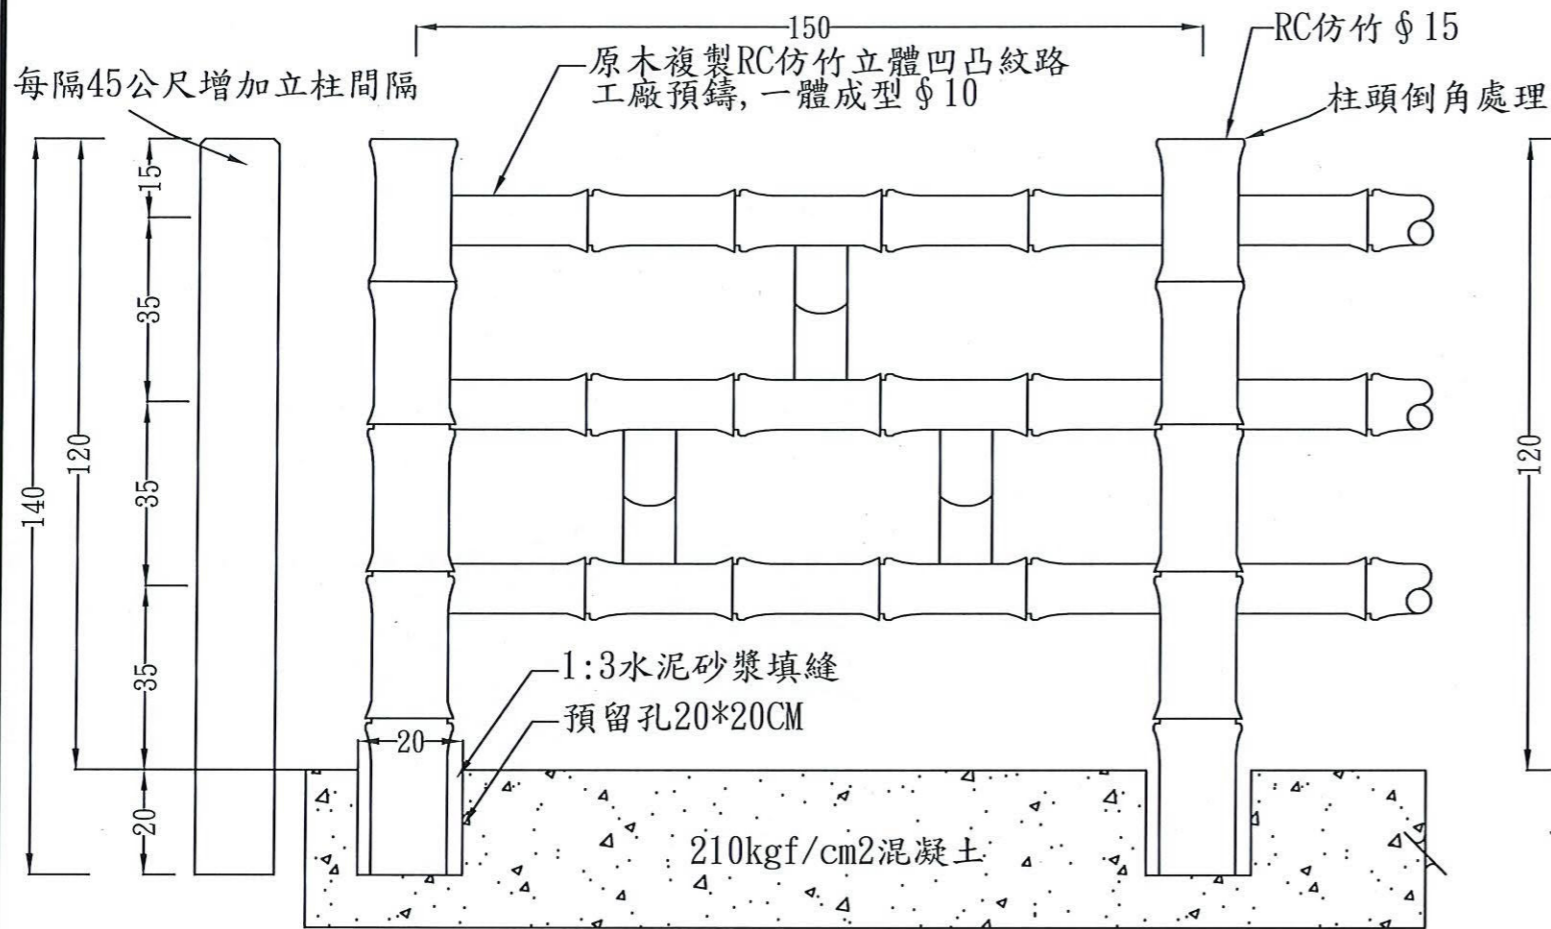 150
RC仿竹∮15
原木複製RC仿竹立體凹凸紋路
工廠預鑄,一體成型∮10
每隔45公尺增加立柱間隔
柱頭倒角處理
15
35
35
35
20
120
140
120
1:3水泥砂漿填縫
預留孔20*20CM
20
210kgf/cm2混凝土